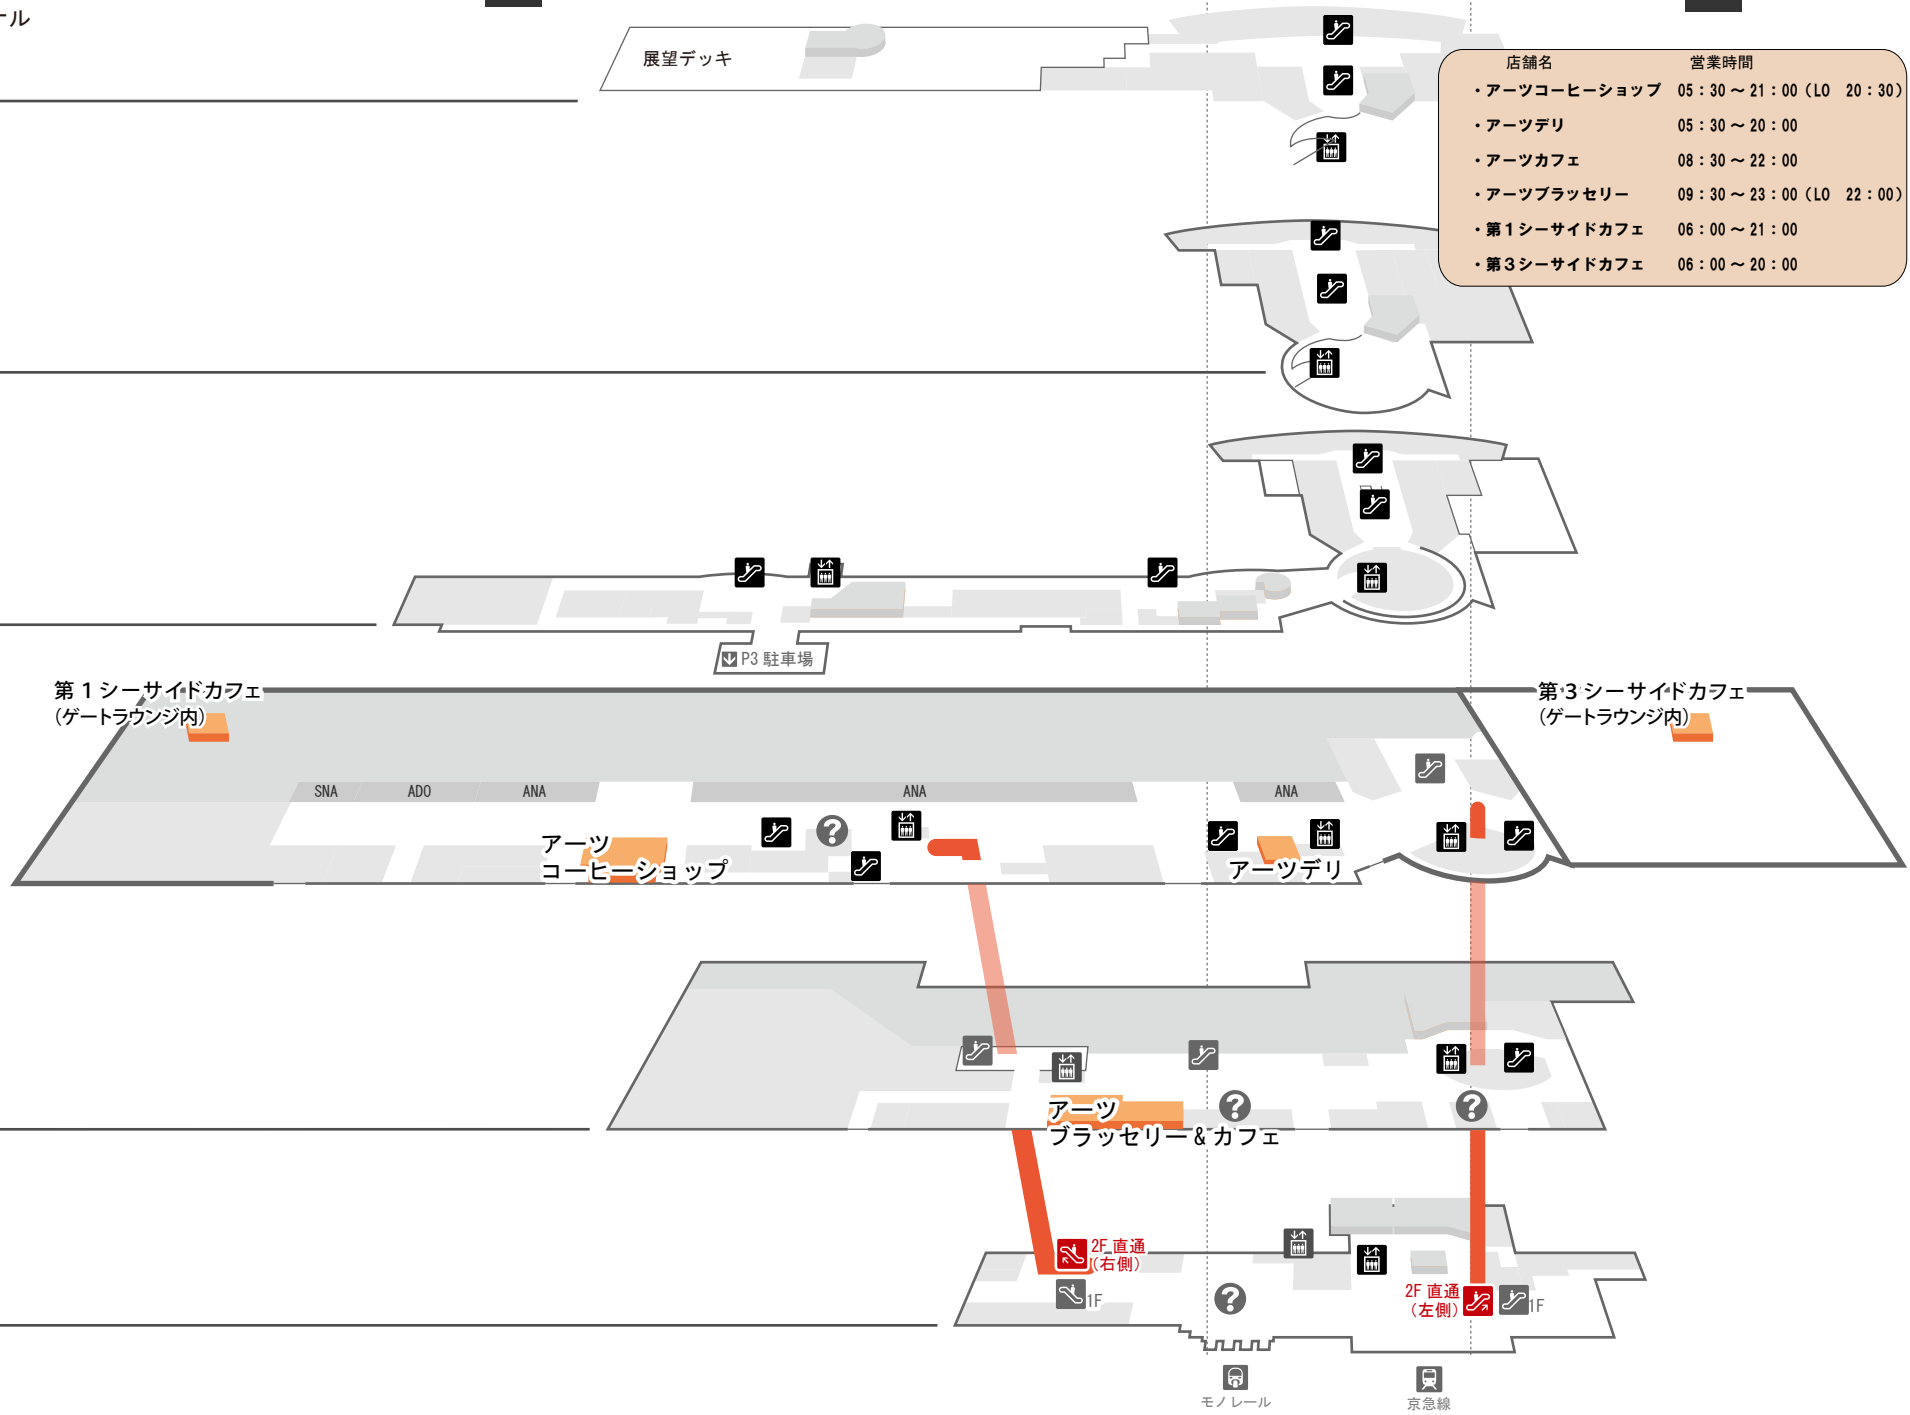 ナル
展望デッキ
店舗名 営業時間
・アーツコーヒーショップ 05：30～21：00（LO 20：30）
・アーツデリ 05：30～20：00
・アーツカフェ 08：30～22：00
・アーツブラッセリー 09：30～23：00（LO 22：00）
・第1シーサイドカフェ 06：00～21：00
・第3シーサイドカフェ 06：00～20：00
P3 駐車場
第1シーサイドカフェ
（ゲートラウンジ内）
第3シーサイドカフェ
（ゲートラウンジ内）
SNA ADO ANA ANA ANA
アーツ
コーヒーショップ
アーツデリ
アーツ
ブラッセリー＆カフェ
2F 直通
（右側）
1F
2F 直通
（左側）
1F
モノレール
京急線